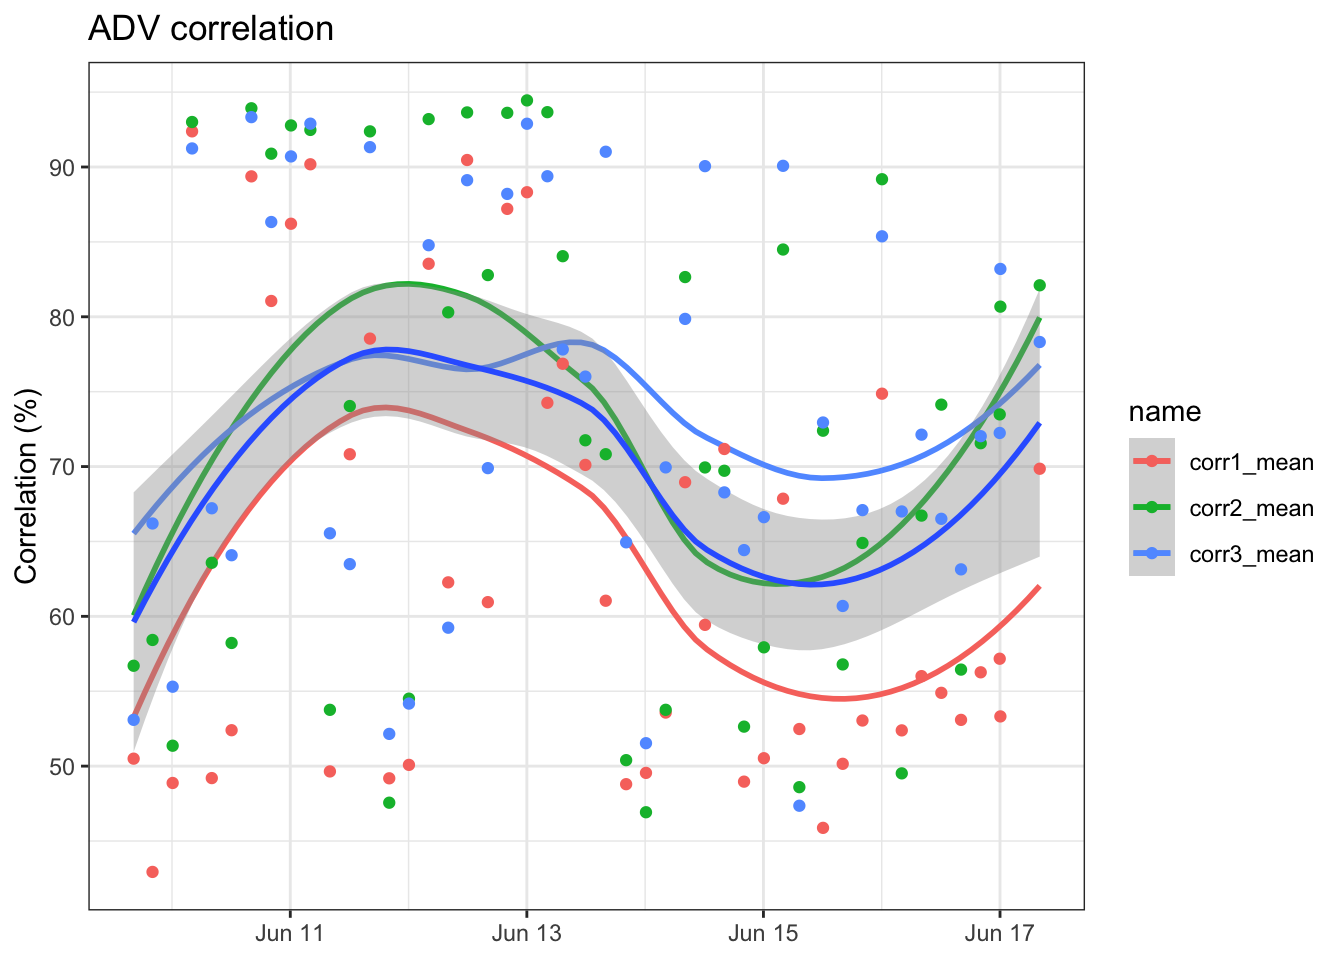 ADV correlation
Correlation (%)
90
80
70
60
50
Jun 11
Jun 13
Jun 15
Jun 17
name
corr1_mean
corr2_mean
corr3_mean